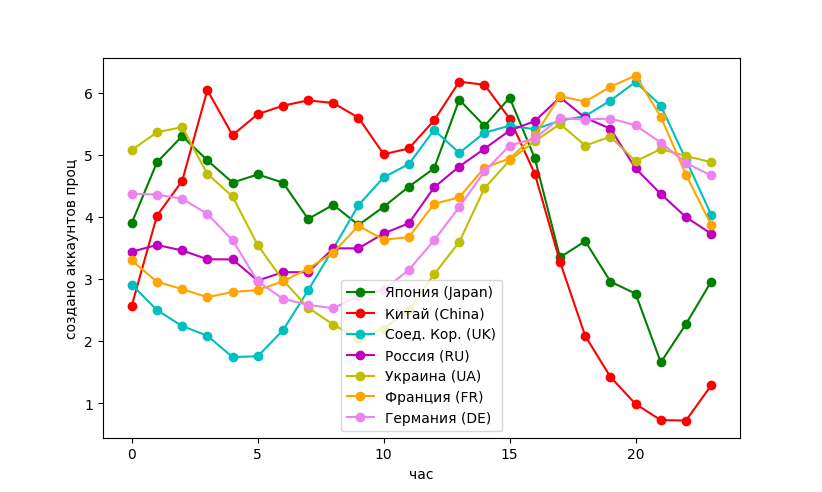 создано аккаунтов проц
6
5
4
3
2
1
Япония (Japan)
Китай (China)
Соед. Кор. (UK)
Россия (RU)
Украина (UA)
Франция (FR)
Германия (DE)
0 5 10 15 20
час